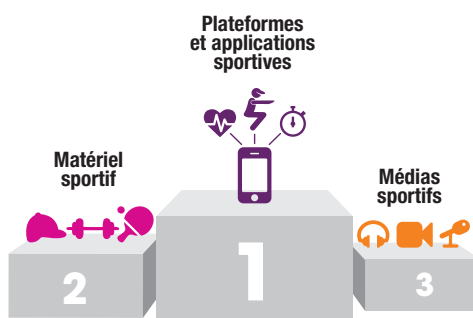 Plateformes
et applications
sportives
Matériel
sportif
Médias
sportifs
2
1
3